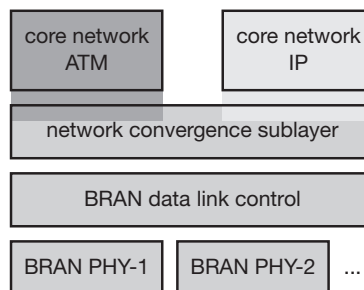 core network core network
ATM IP
network convergence sublayer
BRAN data link control
BRAN PHY-1 BRAN PHY-2 ...